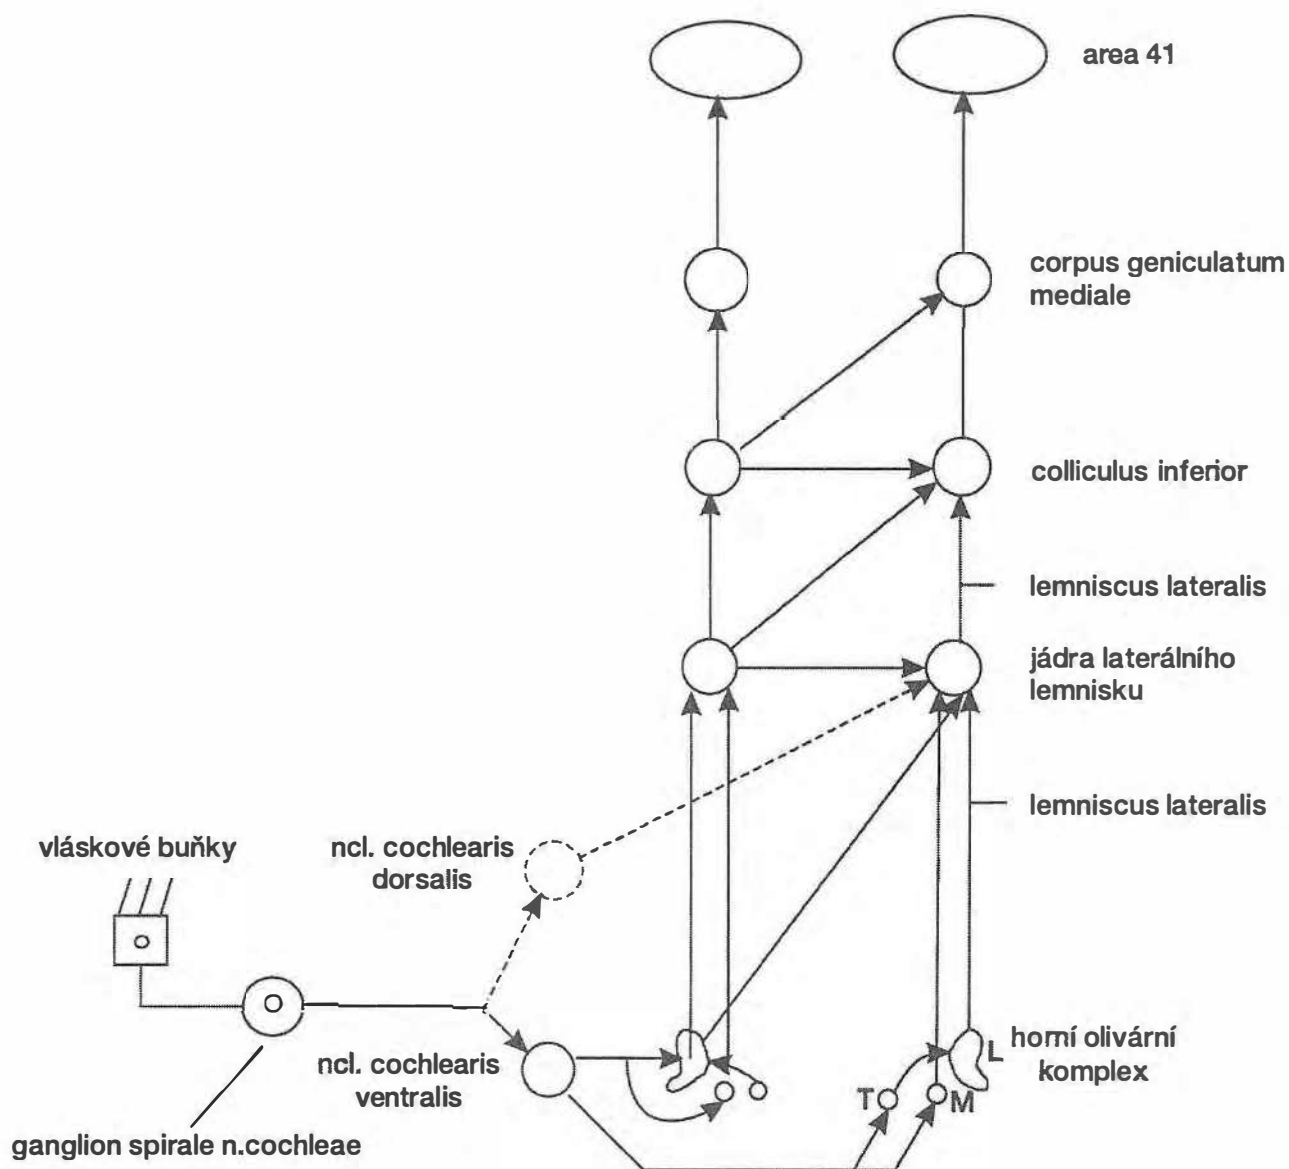 area 41
corpus geniculatum
mediale
colliculus inferior
lemniscus lateralis
jádra laterálního
lemnisku
lemniscus lateralis
vláskové buňky
ncl. cochlearis
dorsalis
ncl. cochlearis
ventralis
ganglion spirale n.cochleae
T
M
L
horní olivární
komplex